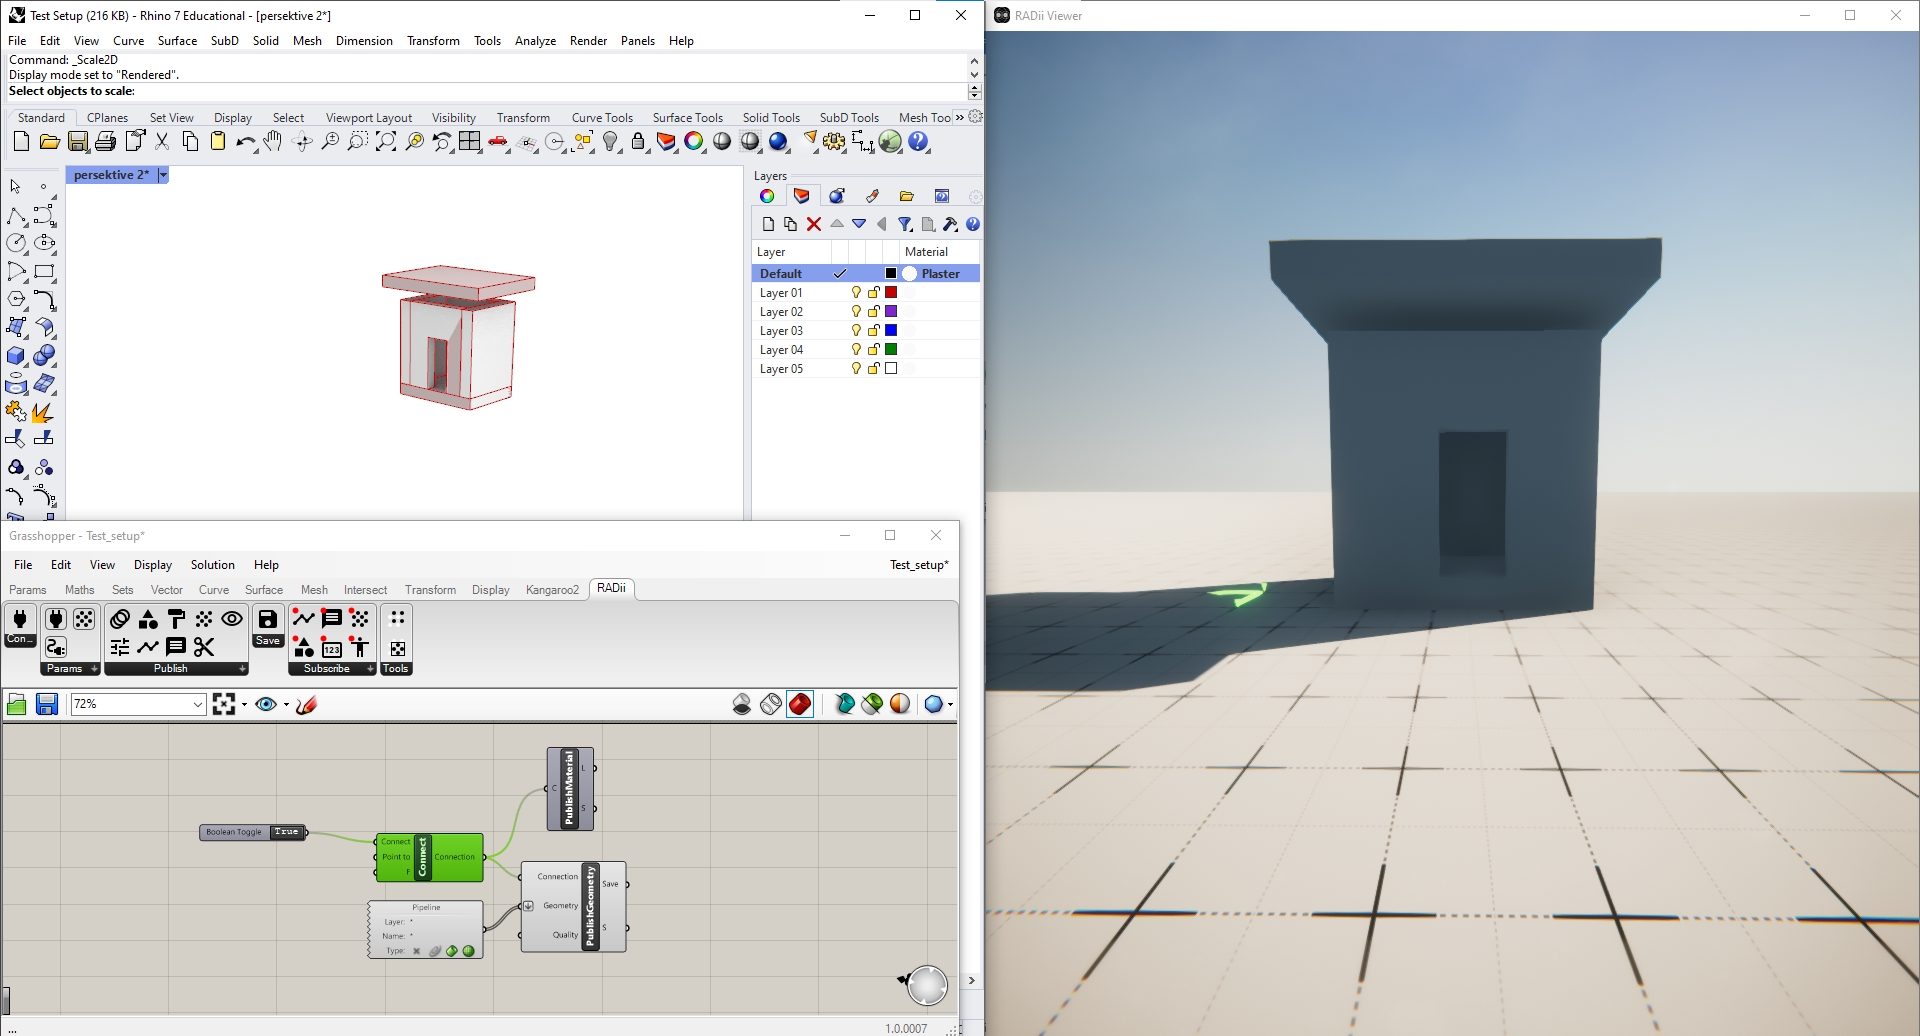 Test Setup (216 KB) - Rhino 7 Educational - [persektive 2*]
File Edit View Curve Surface SubD Solid Mesh Dimension Transform Tools Analyze Render Panels Help
Command: _Scale2D
Display mode set to "Rendered".
Select objects to scale:
Standard CPlanes Set View Display Select Viewport Layout Visibility Transform Curve Tools Surface Tools Solid Tools SubD Tools Mesh Too »
persektive 2*
Layers
Layer Material
Default Plaster
Layer 01
Layer 02
Layer 03
Layer 04
Layer 05
Grasshopper - Test_setup*
File Edit View Display Solution Help Test_setup*
Params Maths Sets Vector Curve Surface Mesh Intersect Transform Display Kangaroo2 RADii
Con...
Save
123
Params Publish Subscribe Tools
72%
PublishMaterial
C
L
S
Boolean Toggle True
Connect
Point to
F
Connect
Connection
Pipeline
Layer: *
Name: *
Type:
Connection
Geometry
Quality
PublishGeometry
Save
S
... 1.0.0007
RADii Viewer